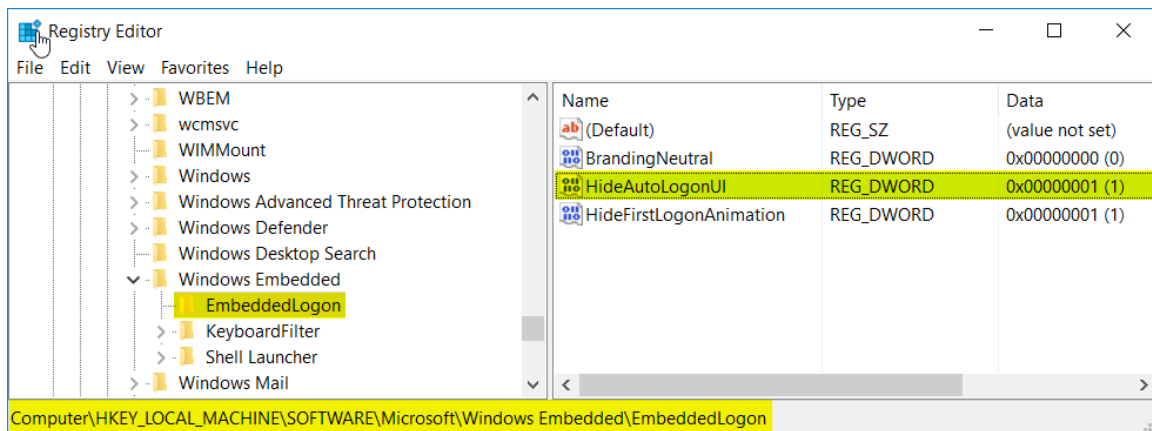 Registry Editor
File Edit View Favorites Help
WBEM
wcmsvc
WIMMount
Windows
Windows Advanced Threat Protection
Windows Defender
Windows Desktop Search
Windows Embedded
EmbeddedLogon
KeyboardFilter
Shell Launcher
Windows Mail
Name Type Data
(Default) REG_SZ (value not set)
BrandingNeutral REG_DWORD 0x00000000 (0)
HideAutoLogonUI REG_DWORD 0x00000001 (1)
HideFirstLogonAnimation REG_DWORD 0x00000001 (1)
Computer\HKEY_LOCAL_MACHINE\SOFTWARE\Microsoft\Windows Embedded\EmbeddedLogon